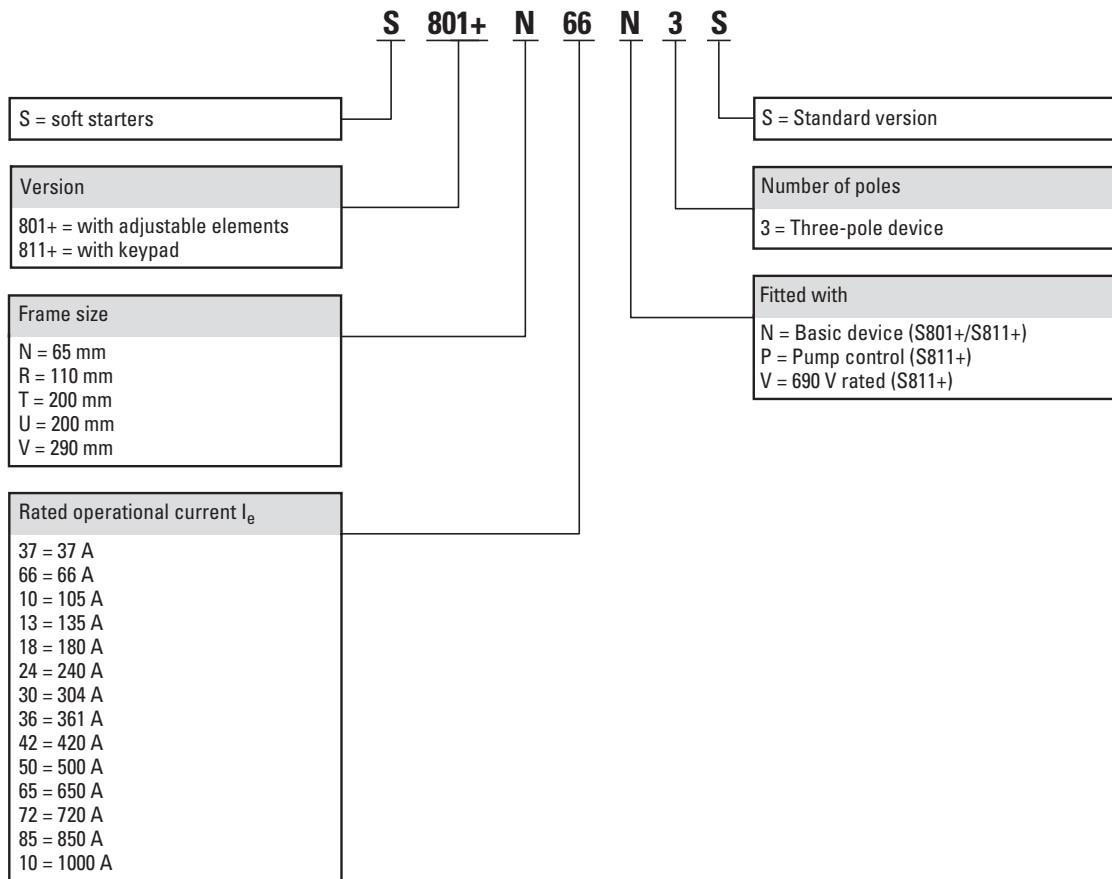 S 801+ N 66 N 3 S
S = soft starters
Version
801+ = with adjustable elements
811+ = with keypad
Frame size
N = 65 mm
R = 110 mm
T = 200 mm
U = 200 mm
V = 290 mm
Rated operational current Ie
37 = 37 A
66 = 66 A
10 = 105 A
13 = 135 A
18 = 180 A
24 = 240 A
30 = 304 A
36 = 361 A
42 = 420 A
50 = 500 A
65 = 650 A
72 = 720 A
85 = 850 A
10 = 1000 A
S = Standard version
Number of poles
3 = Three-pole device
Fitted with
N = Basic device (S801+/S811+)
P = Pump control (S811+)
V = 690 V rated (S811+)